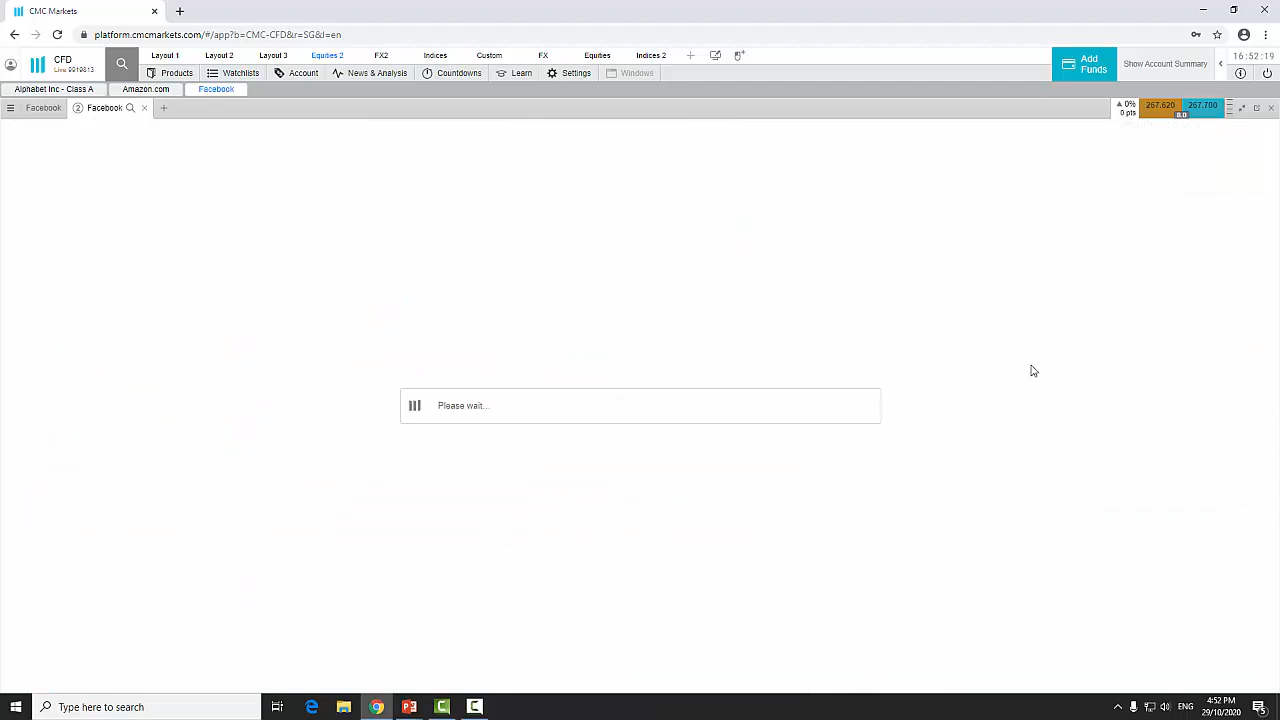 CMC Markets
platform.cmcmarkets.com/#/app?b=CMC-CFD&r=SG&l=en
CFD
Live 9919813
Layout 1
Layout 2
Layout 3
Equities 2
FX2
Indices
Custom
FX
Equities
Indices 2
Products
Watchlists
Account
News & Analysis
Countdowns
Learn
Settings
Windows
Add Funds
Show Account Summary
16:52:19
Alphabet Inc - Class A
Amazon.com
Facebook
Facebook
2
Facebook
0%
0 pts
267.620
267.700
8.0
Please wait...
Type here to search
ENG
4:52 PM
29/10/2020